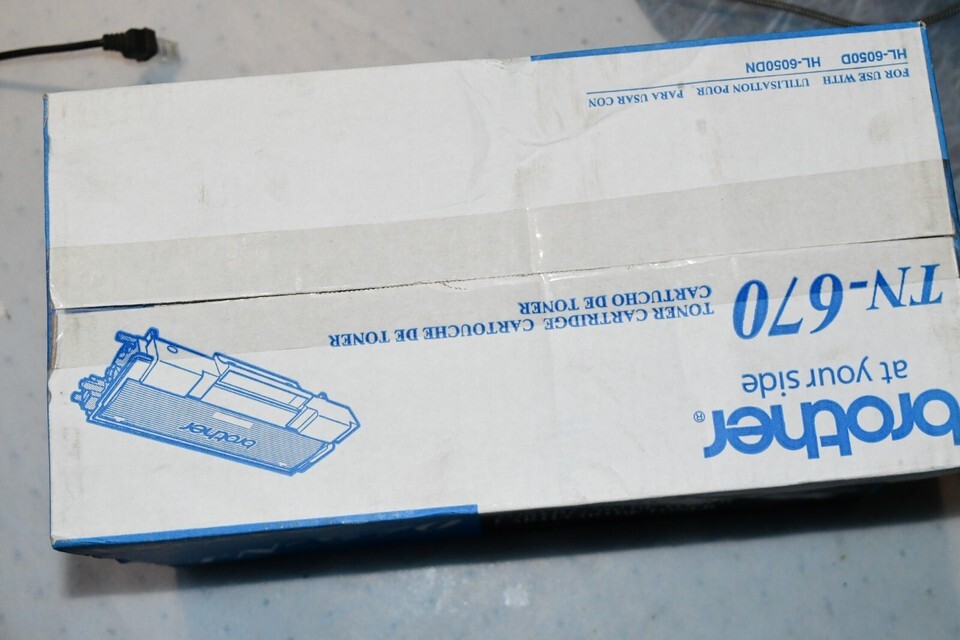 brother®
at your side
TN-670
TONER CARTRIDGE CARTOUCHE DE TONER
CARTUCHO DE TONER
brother
FOR USE WITH UTILISATION POUR PARA USAR CON
HL-6050D HL-6050DN